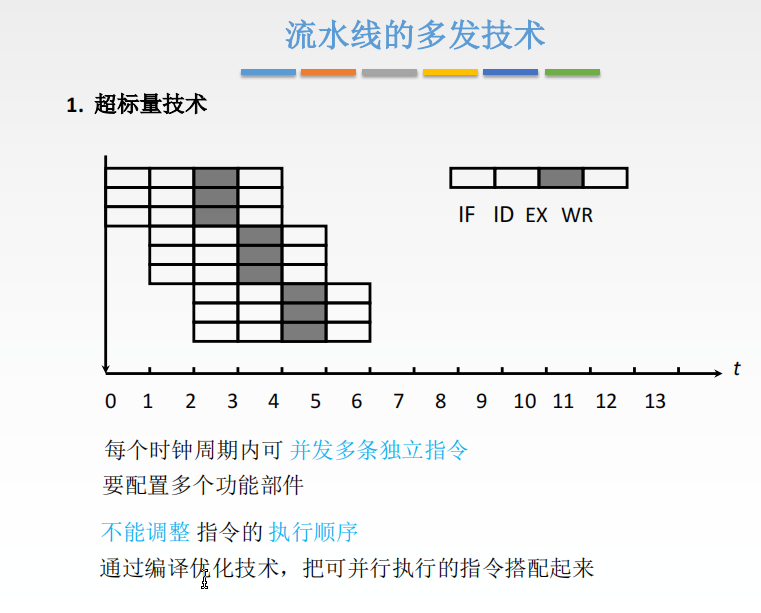 流水线的多发技术
1. 超标量技术
IF ID EX WR
t
0 1 2 3 4 5 6 7 8 9 10 11 12 13
每个时钟周期内可 并发多条独立指令
要配置多个功能部件
不能调整 指令的 执行顺序
通过编译优化技术，把可并行执行的指令搭配起来